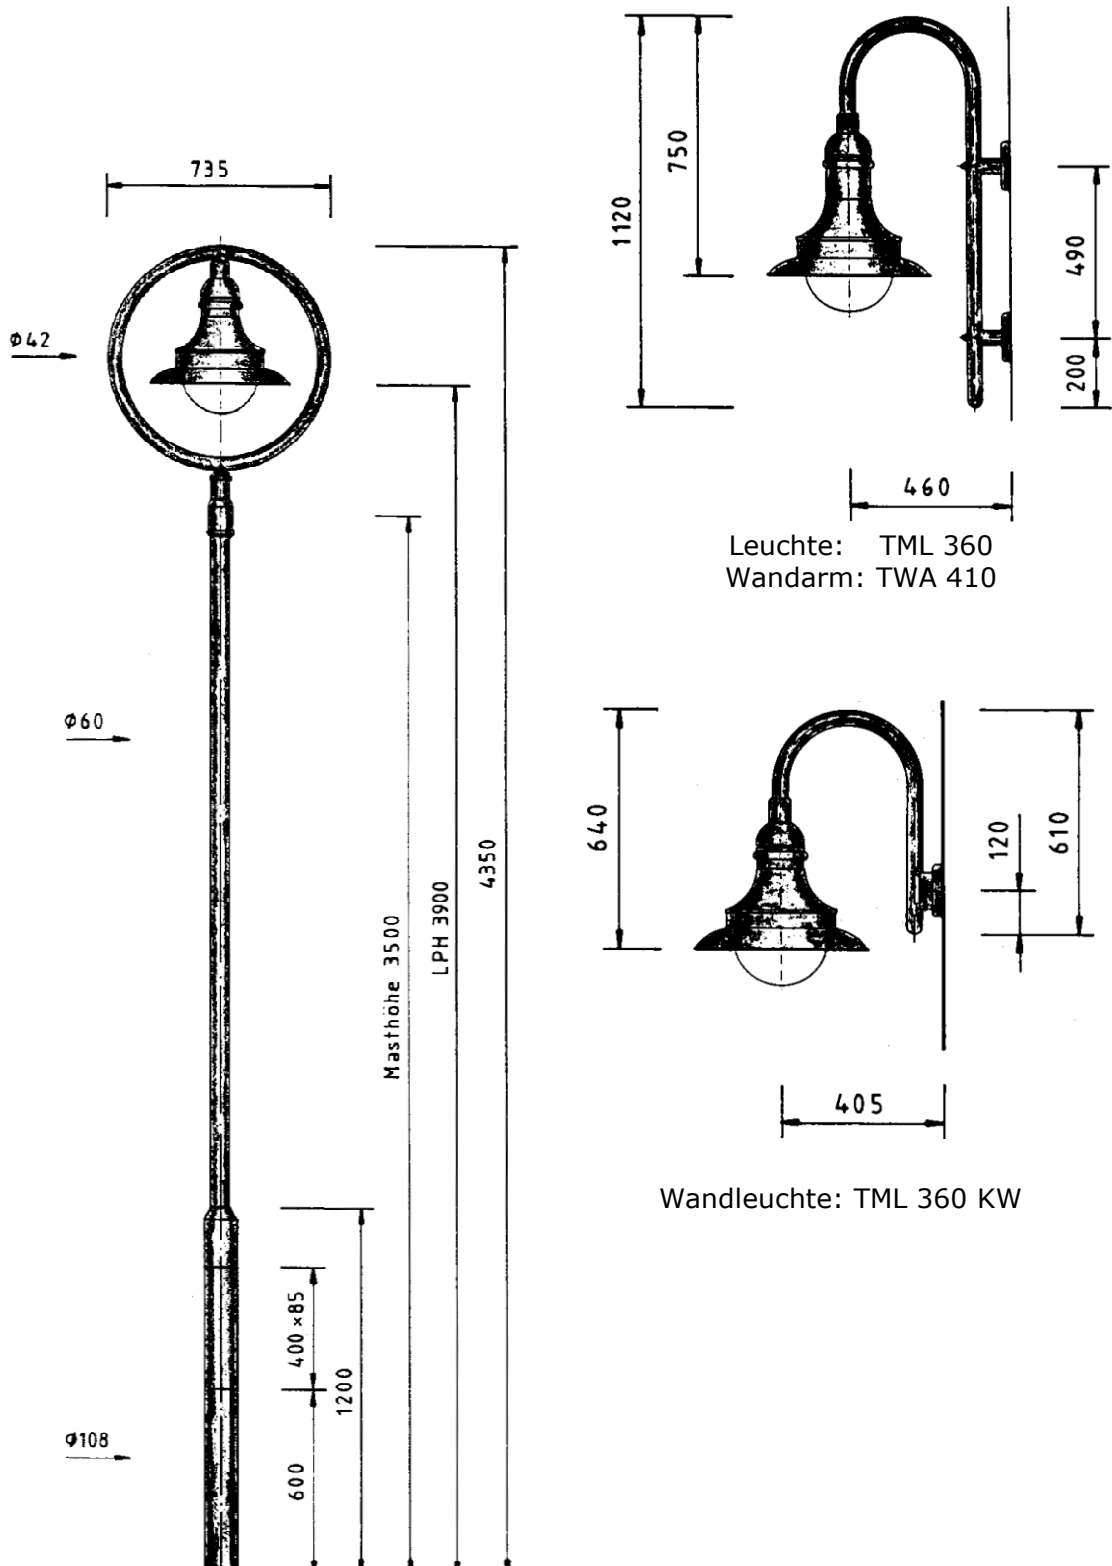 735
Φ42
Φ60
Masthöhe 3500
LPH 3900
4350
400×85
1200
600
Φ108
1120
750
490
200
460
Leuchte: TML 360
Wandarm: TWA 410
640
120
610
405
Wandleuchte: TML 360 KW